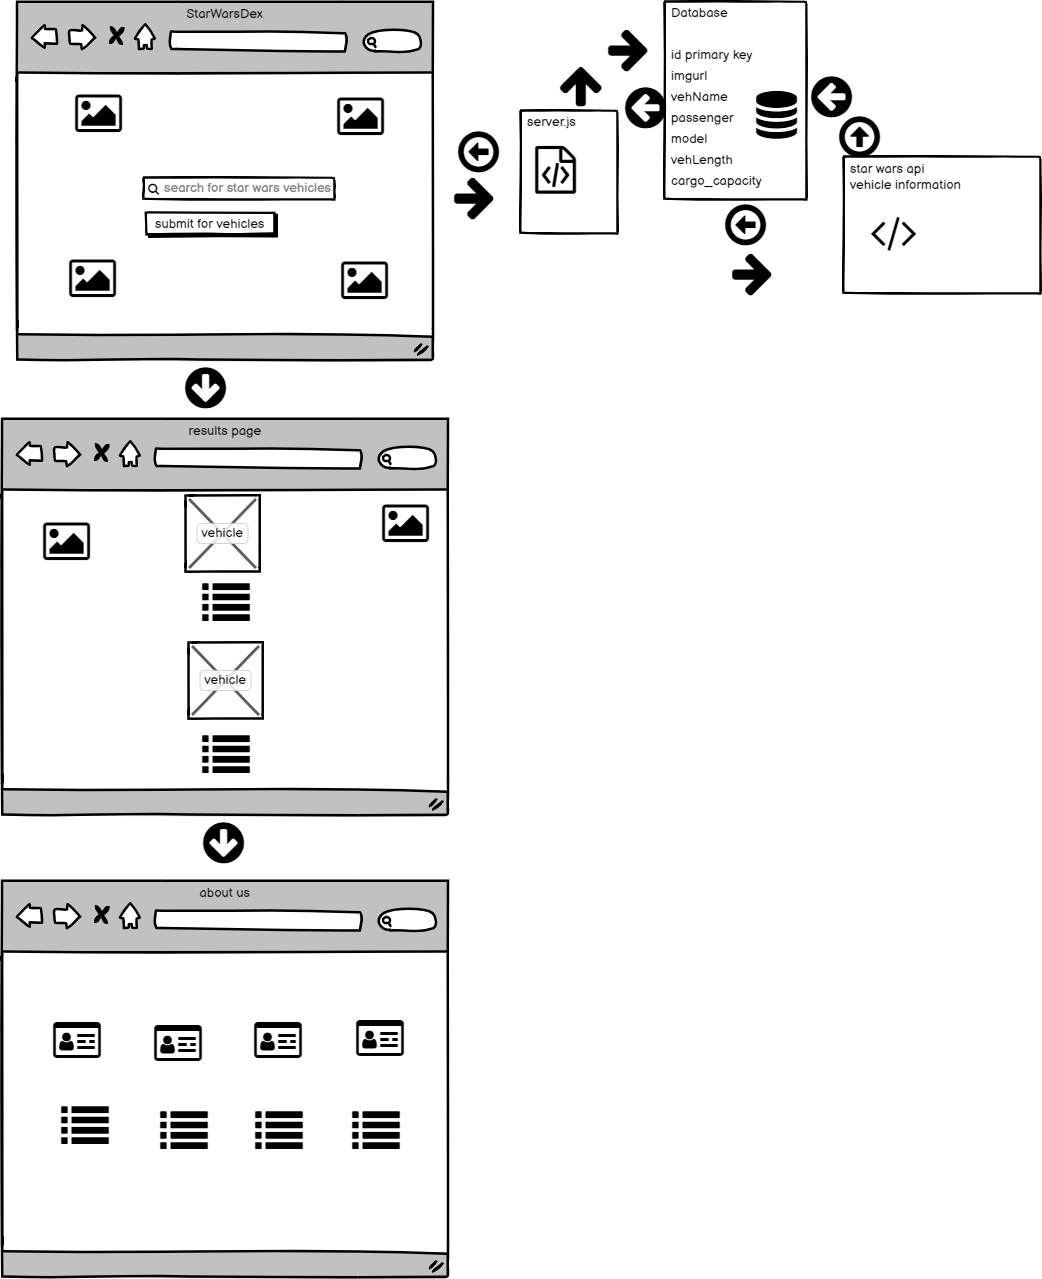 StarWarsDex
search for star wars vehicles
submit for vehicles
server.js
Database
id primary key
imgurl
vehName
passenger
model
vehLength
cargo_capacity
star wars api
vehicle information
results page
vehicle
vehicle
about us